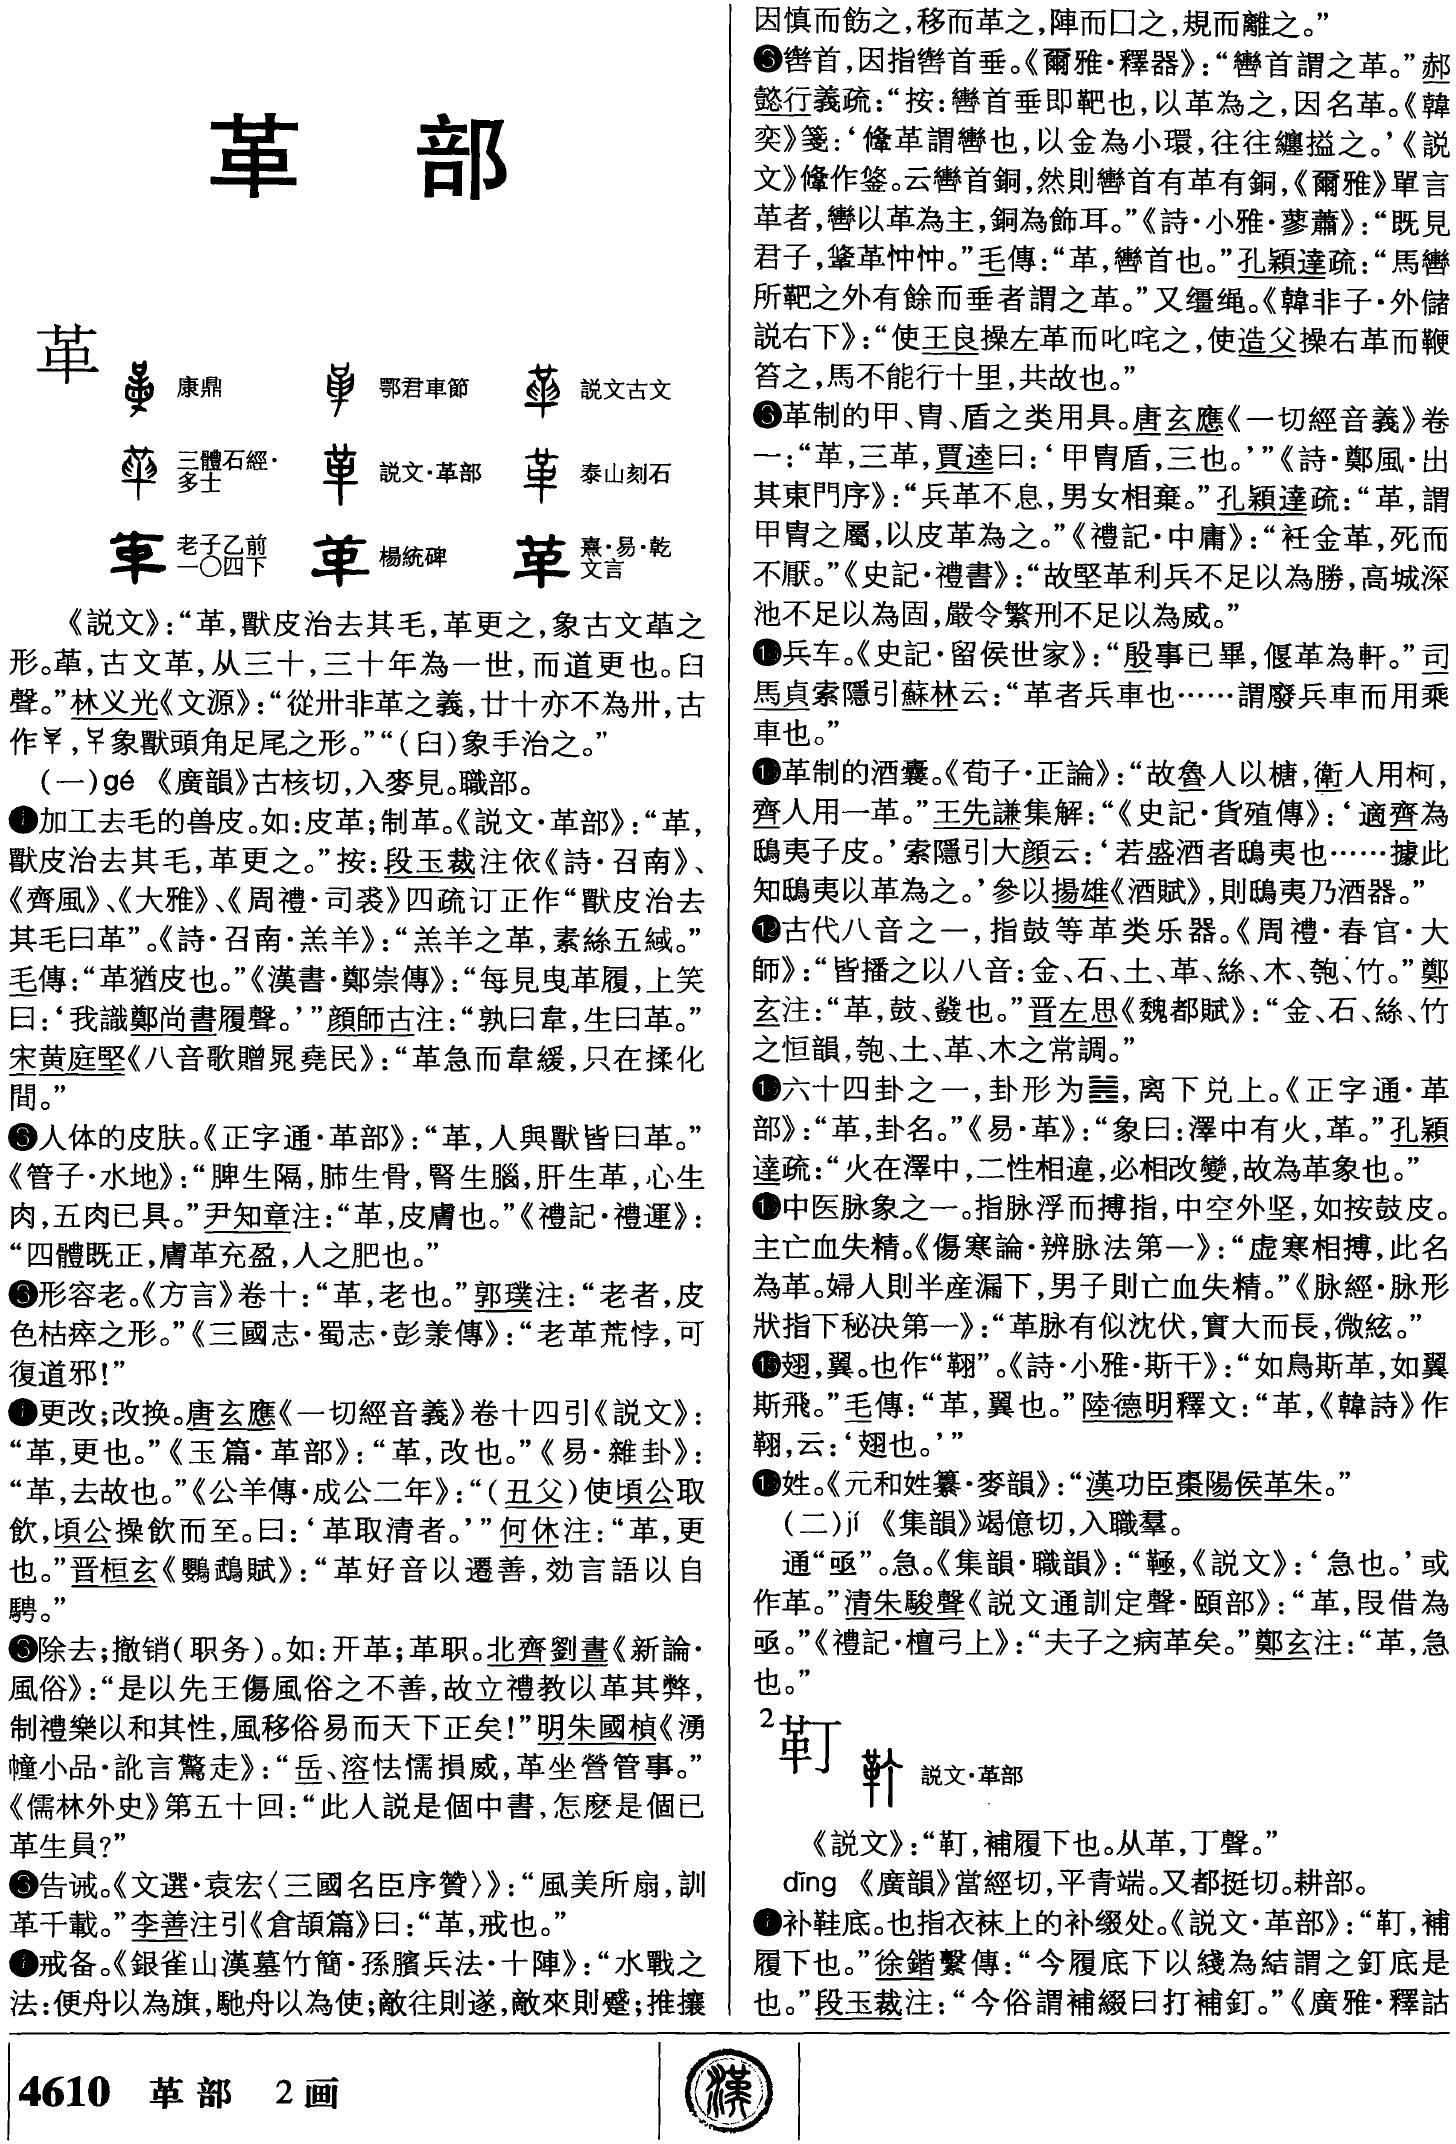 革部
革
康鼎
鄂君車節
説文古文
三體石經·
多士
説文·革部
泰山刻石
老子乙前
一〇四下
楊統碑
熹·易·乾
文言
《説文》：“革，獸皮治去其毛，革更之，象古文革之
形。革，古文革，从三十，三十年為一世，而道更也。臼
聲。”林义光《文源》：“從卅非革之義，廿十亦不為卅，古
作，象獸頭角足尾之形。”“（臼）象手治之。”
（一）gé 《廣韻》古核切，入麥見。職部。
❶加工去毛的兽皮。如：皮革；制革。《説文·革部》：“革，
獸皮治去其毛，革更之。”按：段玉裁注依《詩·召南》、
《齊風》、《大雅》、《周禮·司裘》四疏订正作“獸皮治去
其毛曰革”。《詩·召南·羔羊》：“羔羊之革，素絲五緎。”
毛傳：“革猶皮也。”《漢書·鄭崇傳》：“每見曳革履，上笑
曰：‘我識鄭尚書履聲。’”顔師古注：“孰曰韋，生曰革。”
宋黄庭堅《八音歌贈晁堯民》：“革急而韋緩，只在揉化
間。”
❷人体的皮肤。《正字通·革部》：“革，人與獸皆曰革。”
《管子·水地》：“脾生隔，肺生骨，腎生腦，肝生革，心生
肉，五肉已具。”尹知章注：“革，皮膚也。”《禮記·禮運》：
“四體既正，膚革充盈，人之肥也。”
❸形容老。《方言》卷十：“革，老也。”郭璞注：“老者，皮
色枯瘁之形。”《三國志·蜀志·彭羕傳》：“老革荒悖，可
復道邪！”
❹更改；改换。唐玄應《一切經音義》卷十四引《説文》：
“革，更也。”《玉篇·革部》：“革，改也。”《易·雜卦》：
“革，去故也。”《公羊傳·成公二年》：“（丑父）使頃公取
飲，頃公操飲而至。曰：‘革取清者。’”何休注：“革，更
也。”晋桓玄《鸚鵡賦》：“革好音以遷善，効言語以自
騁。”
❺除去；撤销（职务）。如：开革；革职。北齊劉晝《新論·
風俗》：“是以先王傷風俗之不善，故立禮教以革其弊，
制禮樂以和其性，風移俗易而天下正矣！”明朱國楨《湧
幢小品·訛言驚走》：“岳、溶怯懦損威，革坐營管事。”
《儒林外史》第五十回：“此人説是個中書，怎麽是個已
革生員？”
❻告诫。《文選·袁宏〈三國名臣序贊〉》：“風美所扇，訓
革千載。”李善注引《倉頡篇》曰：“革，戒也。”
❼戒备。《銀雀山漢墓竹簡·孫臏兵法·十陣》：“水戰之
法：便舟以為旗，馳舟以為使；敵往則遂，敵來則蹙；推攘
因慎而飭之，移而革之，陣而□之，規而離之。”
❽轡首，因指轡首垂。《爾雅·釋器》：“轡首謂之革。”郝
懿行義疏：“按：轡首垂即靶也，以革為之，因名革。《韓
奕》箋：‘鞗革謂轡也，以金為小環，往往纏搤之。’《説
文》鞗作鋚。云轡首銅，然則轡首有革有銅，《爾雅》單言
革者，轡以革為主，銅為飾耳。”《詩·小雅·蓼蕭》：“既見
君子，鞗革忡忡。”毛傳：“革，轡首也。”孔穎達疏：“馬轡
所靶之外有餘而垂者謂之革。”又缰绳。《韓非子·外儲
説右下》：“使王良操左革而叱咤之，使造父操右革而鞭
笞之，馬不能行十里，共故也。”
❾革制的甲、冑、盾之类用具。唐玄應《一切經音義》卷
一：“革，三革，賈逵曰：‘甲冑盾，三也。’”《詩·鄭風·出
其東門序》：“兵革不息，男女相棄。”孔穎達疏：“革，謂
甲冑之屬，以皮革為之。”《禮記·中庸》：“衽金革，死而
不厭。”《史記·禮書》：“故堅革利兵不足以為勝，高城深
池不足以為固，嚴令繁刑不足以為威。”
❿兵车。《史記·留侯世家》：“殷事已畢，偃革為軒。”司
馬貞索隱引蘇林云：“革者兵車也……謂廢兵車而用乘
車也。”
⓫革制的酒囊。《荀子·正論》：“故魯人以榶，衛人用柯，
齊人用一革。”王先謙集解：“《史記·貨殖傳》：‘適齊為
鴟夷子皮。’索隱引大顔云：‘若盛酒者鴟夷也……據此
知鴟夷以革為之。’參以揚雄《酒賦》，則鴟夷乃酒器。”
⓬古代八音之一，指鼓等革类乐器。《周禮·春官·大
師》：“皆播之以八音：金、石、土、革、絲、木、匏、竹。”鄭
玄注：“革，鼓、鼗也。”晋左思《魏都賦》：“金、石、絲、竹
之恒韻，匏、土、革、木之常調。”
⓭六十四卦之一，卦形为䷰，离下兑上。《正字通·革
部》：“革，卦名。”《易·革》：“象曰：澤中有火，革。”孔穎
達疏：“火在澤中，二性相違，必相改變，故為革象也。”
⓮中医脉象之一。指脉浮而搏指，中空外坚，如按鼓皮。
主亡血失精。《傷寒論·辨脉法第一》：“虚寒相搏，此名
為革。婦人則半産漏下，男子則亡血失精。”《脉經·脉形
狀指下秘决第一》：“革脉有似沈伏，實大而長，微絃。”
⓯翅，翼。也作“䩯”。《詩·小雅·斯干》：“如鳥斯革，如翼
斯飛。”毛傳：“革，翼也。”陸德明釋文：“革，《韓詩》作
䩯，云：‘翅也。’”
⓰姓。《元和姓纂·麥韻》：“漢功臣棗陽侯革朱。”
（二）jí 《集韻》竭億切，入職羣。
通“亟”。急。《集韻·職韻》：“𩋧，《説文》：‘急也。’或
作革。”清朱駿聲《説文通訓定聲·頤部》：“革，叚借為
亟。”《禮記·檀弓上》：“夫子之病革矣。”鄭玄注：“革，急
也。”
2
靪
説文·革部
《説文》：“靪，補履下也。从革，丁聲。”
dīng 《廣韻》當經切，平青端。又都挺切。耕部。
❶补鞋底。也指衣袜上的补缀处。《説文·革部》：“靪，補
履下也。”徐鍇繫傳：“今履底下以綫為結謂之釘底是
也。”段玉裁注：“今俗謂補綴曰打補釘。”《廣雅·釋詁
4610 革部 2画
漢